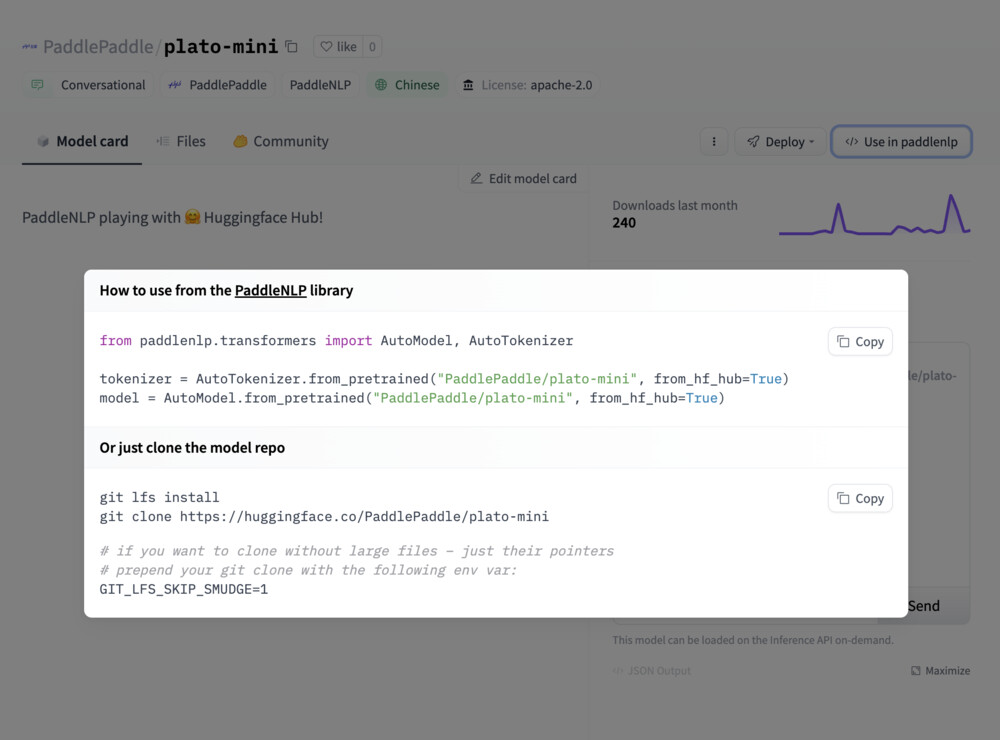 PaddlePaddle/plato-mini like 0
Conversational PaddlePaddle PaddleNLP Chinese License: apache-2.0
Model card Files Community Deploy </> Use in paddlenlp
Edit model card
PaddleNLP playing with 🤗 Huggingface Hub!
Downloads last month
240
How to use from the PaddleNLP library
from paddlenlp.transformers import AutoModel, AutoTokenizer
Copy
tokenizer = AutoTokenizer.from_pretrained("PaddlePaddle/plato-mini", from_hf_hub=True)
model = AutoModel.from_pretrained("PaddlePaddle/plato-mini", from_hf_hub=True)
le/plato-
Or just clone the model repo
git lfs install
Copy
git clone https://huggingface.co/PaddlePaddle/plato-mini
# if you want to clone without large files – just their pointers
# prepend your git clone with the following env var:
GIT_LFS_SKIP_SMUDGE=1
Send
This model can be loaded on the Inference API on-demand.
</> JSON Output Maximize